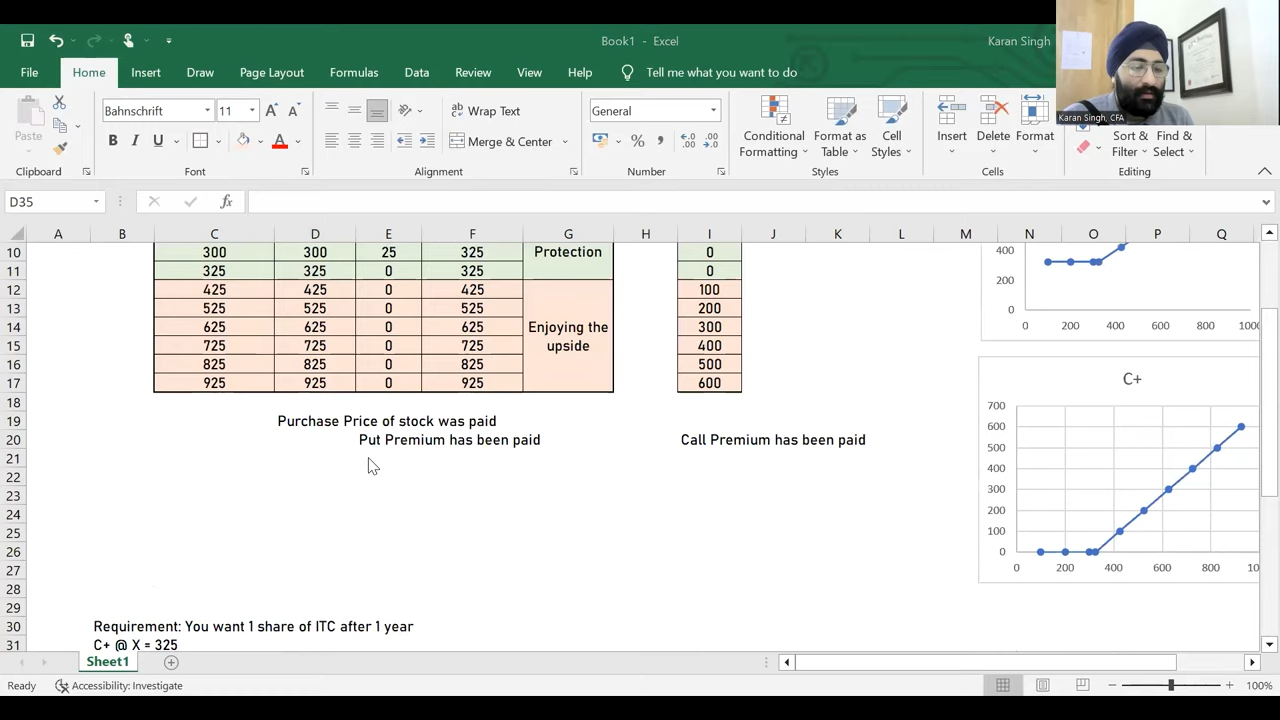 Book1 - Excel
Karan Singh
File Home Insert Draw Page Layout Formulas Data Review View Help Tell me what you want to do
Karan Singh, CFA
Paste
Bahnschrift 11
B I U
A A A
Wrap Text
Merge & Center
General
%
Conditional Formatting
Format as Table
Cell Styles
Insert Delete Format
Sort & Filter
Find & Select
Clipboard Font Alignment Number Styles Cells Editing
D35 fx
A B C D E F G H I J K L M N O P Q
10 300 300 25 325 Protection 0
11 325 325 0 325 0
12 425 425 0 425 100
13 525 525 0 525 200
14 625 625 0 625 Enjoying the 300
15 725 725 0 725 upside 400
16 825 825 0 825 500
17 925 925 0 925 600
18
19 Purchase Price of stock was paid
20 Put Premium has been paid Call Premium has been paid
21
22
23
24
25
26
27
28
29
30 Requirement: You want 1 share of ITC after 1 year
31 C+ @ X = 325
400
200
0
0 200 400 600 800 1000
C+
700
600
500
400
300
200
100
0
0 200 400 600 800
Sheet1
Ready Accessibility: Investigate 100%